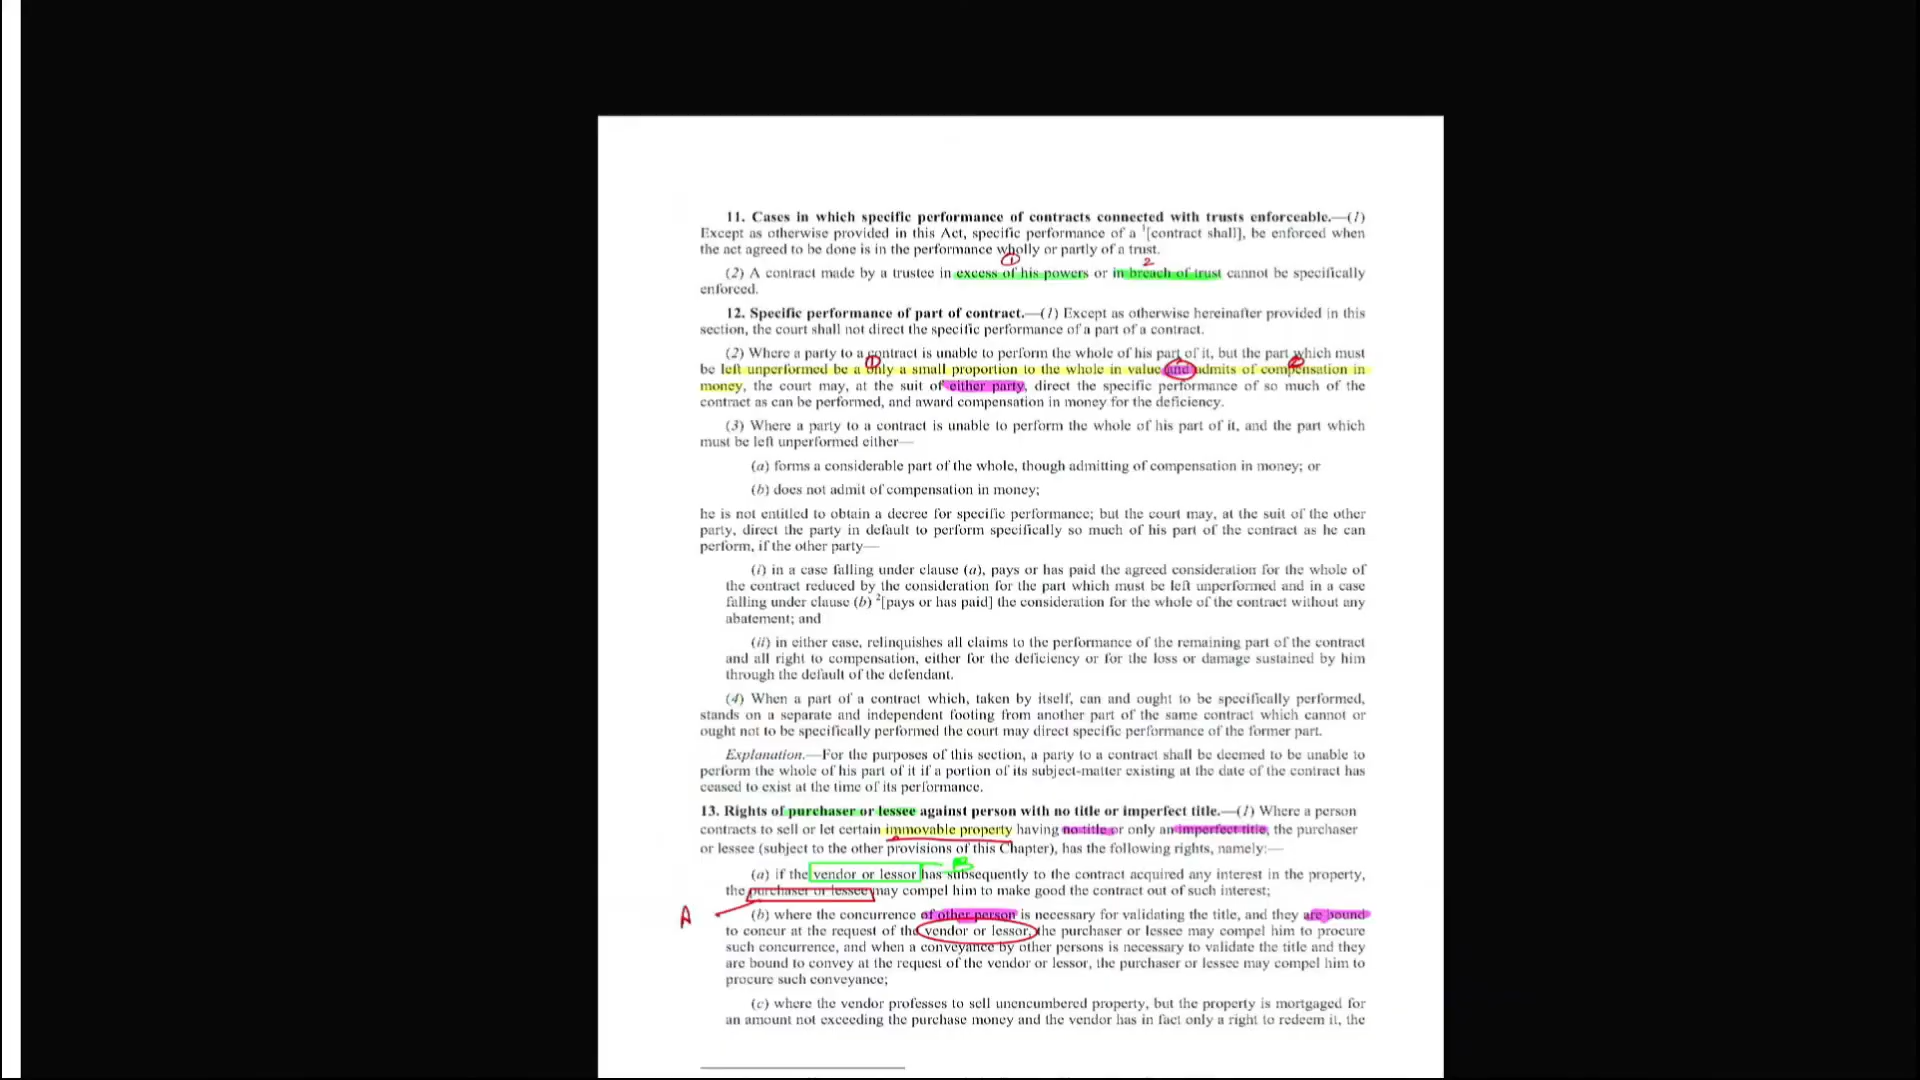 11. Cases in which specific performance of contracts connected with trusts enforceable.—(1)
Except as otherwise provided in this Act, specific performance of a ¹[contract shall], be enforced when
the act agreed to be done is in the performance wholly or partly of a trust.
1 2
(2) A contract made by a trustee in excess of his powers or in breach of trust cannot be specifically
enforced.
12. Specific performance of part of contract.—(1) Except as otherwise hereinafter provided in this
section, the court shall not direct the specific performance of a part of a contract.
(2) Where a party to a contract is unable to perform the whole of his part of it, but the part which must
1
be left unperformed be a only a small proportion to the whole in value and admits of compensation in
money, the court may, at the suit of either party, direct the specific performance of so much of the
contract as can be performed, and award compensation in money for the deficiency.
(3) Where a party to a contract is unable to perform the whole of his part of it, and the part which
must be left unperformed either—
(a) forms a considerable part of the whole, though admitting of compensation in money; or
(b) does not admit of compensation in money;
he is not entitled to obtain a decree for specific performance; but the court may, at the suit of the other
party, direct the party in default to perform specifically so much of his part of the contract as he can
perform, if the other party—
(i) in a case falling under clause (a), pays or has paid the agreed consideration for the whole of
the contract reduced by the consideration for the part which must be left unperformed and in a case
falling under clause (b) ²[pays or has paid] the consideration for the whole of the contract without any
abatement; and
(ii) in either case, relinquishes all claims to the performance of the remaining part of the contract
and all right to compensation, either for the deficiency or for the loss or damage sustained by him
through the default of the defendant.
(4) When a part of a contract which, taken by itself, can and ought to be specifically performed,
stands on a separate and independent footing from another part of the same contract which cannot or
ought not to be specifically performed the court may direct specific performance of the former part.
Explanation.—For the purposes of this section, a party to a contract shall be deemed to be unable to
perform the whole of his part of it if a portion of its subject-matter existing at the date of the contract has
ceased to exist at the time of its performance.
13. Rights of purchaser or lessee against person with no title or imperfect title.—(1) Where a person
contracts to sell or let certain immovable property having no title or only an imperfect title, the purchaser
or lessee (subject to the other provisions of this Chapter), has the following rights, namely:—
(a) if the vendor or lessor has subsequently to the contract acquired any interest in the property,
the purchaser or lessee may compel him to make good the contract out of such interest;
A
(b) where the concurrence of other person is necessary for validating the title, and they are bound
to concur at the request of the vendor or lessor, the purchaser or lessee may compel him to procure
such concurrence, and when a conveyance by other persons is necessary to validate the title and they
are bound to convey at the request of the vendor or lessor, the purchaser or lessee may compel him to
procure such conveyance;
(c) where the vendor professes to sell unencumbered property, but the property is mortgaged for
an amount not exceeding the purchase money and the vendor has in fact only a right to redeem it, the